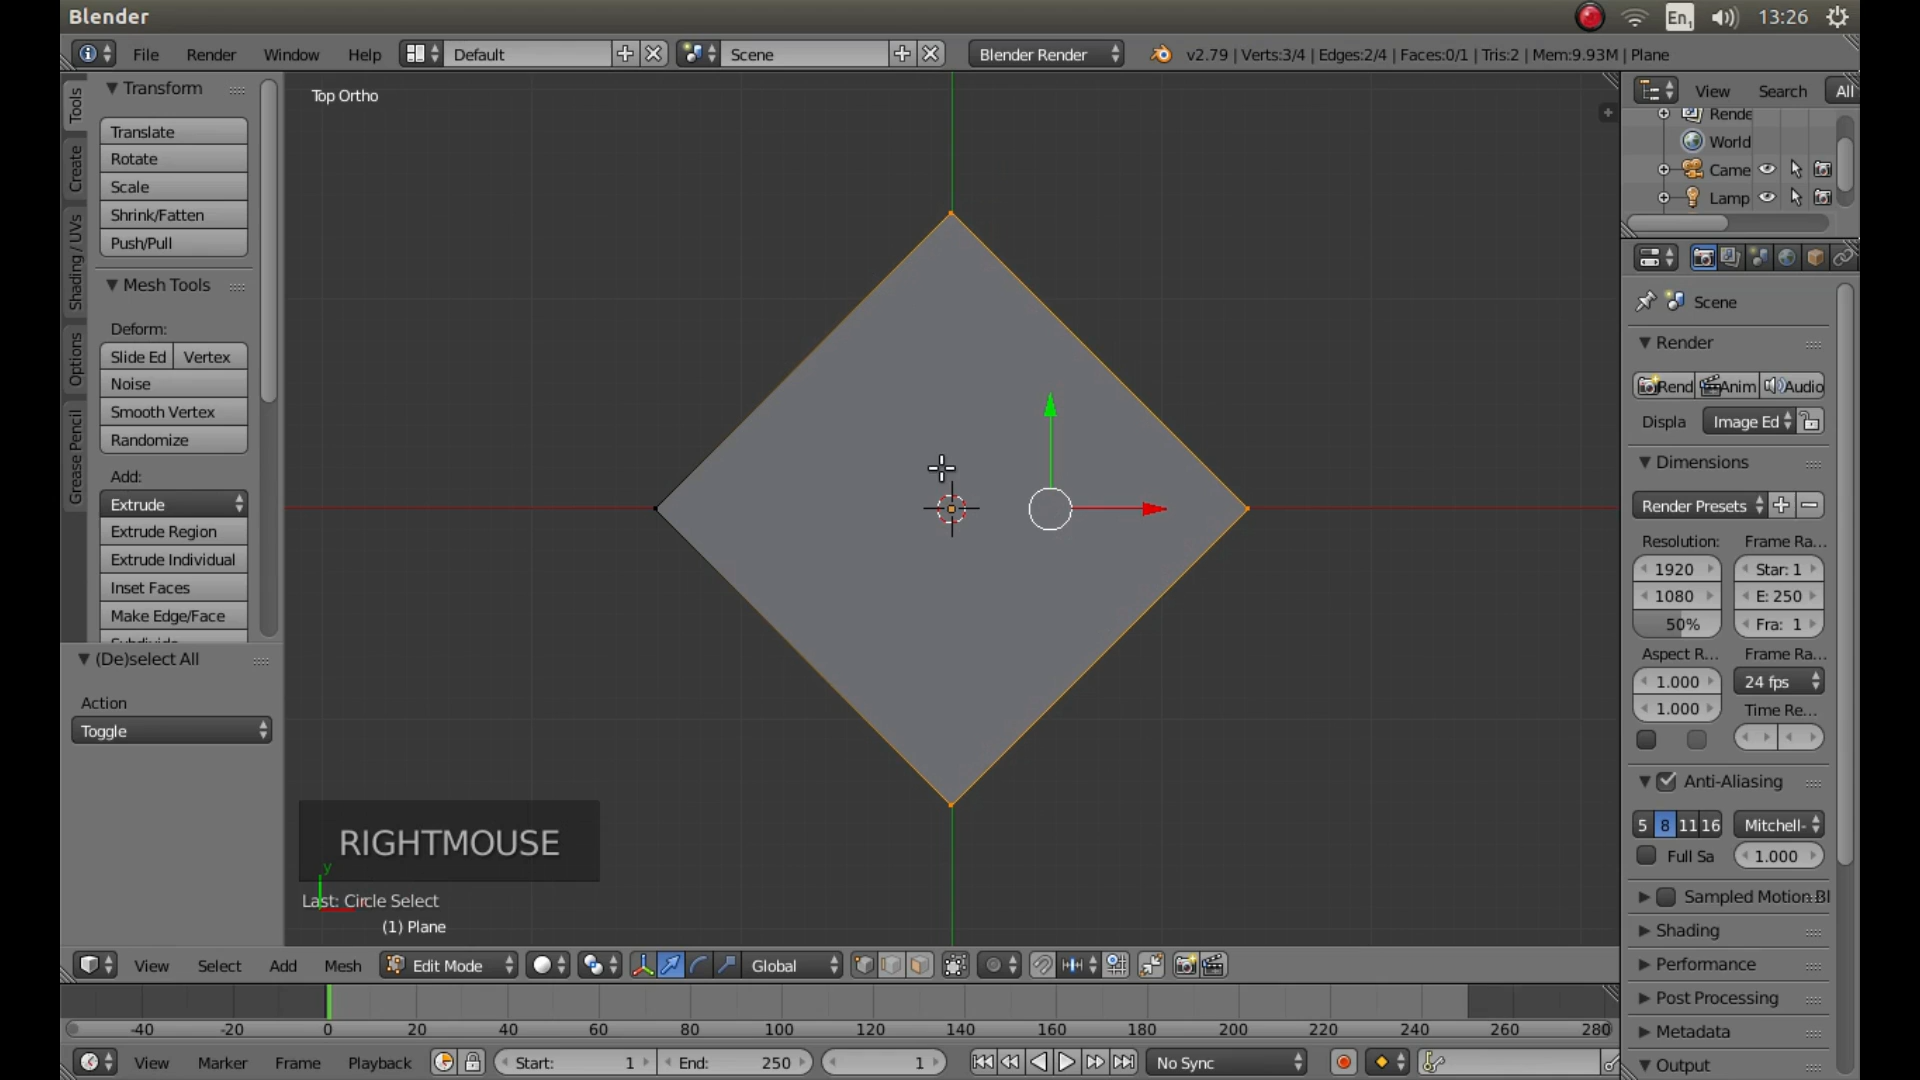 Blender
En1
13:26
File Render Window Help Default Scene Blender Render v2.79 | Verts:3/4 | Edges:2/4 | Faces:0/1 | Tris:2 | Mem:9.93M | Plane
Tools
Create
Shading / UVs
Options
Grease Pencil
Transform
Translate
Rotate
Scale
Shrink/Fatten
Push/Pull
Mesh Tools
Deform:
Slide Ed Vertex
Noise
Smooth Vertex
Randomize
Add:
Extrude
Extrude Region
Extrude Individual
Inset Faces
Make Edge/Face
Subdivide
(De)select All
Action
Toggle
Top Ortho
RIGHTMOUSE
y
Last: Circle Select
(1) Plane
View Search All
Rende
World
Came
Lamp
Scene
Render
Rend Anim Audio
Displa Image Ed
Dimensions
Render Presets
Resolution: Frame Ra...
1920 Star: 1
1080 E: 250
50% Fra: 1
Aspect R... Frame Ra...
1.000 24 fps
1.000 Time Re...
Anti-Aliasing
5 8 11 16 Mitchell-
Full Sa 1.000
Sampled Motion Bl
Shading
Performance
Post Processing
Metadata
Output
View Select Add Mesh Edit Mode Global
-40 -20 0 20 40 60 80 100 120 140 160 180 200 220 240 260 280
View Marker Frame Playback Start: 1 End: 250 1 No Sync